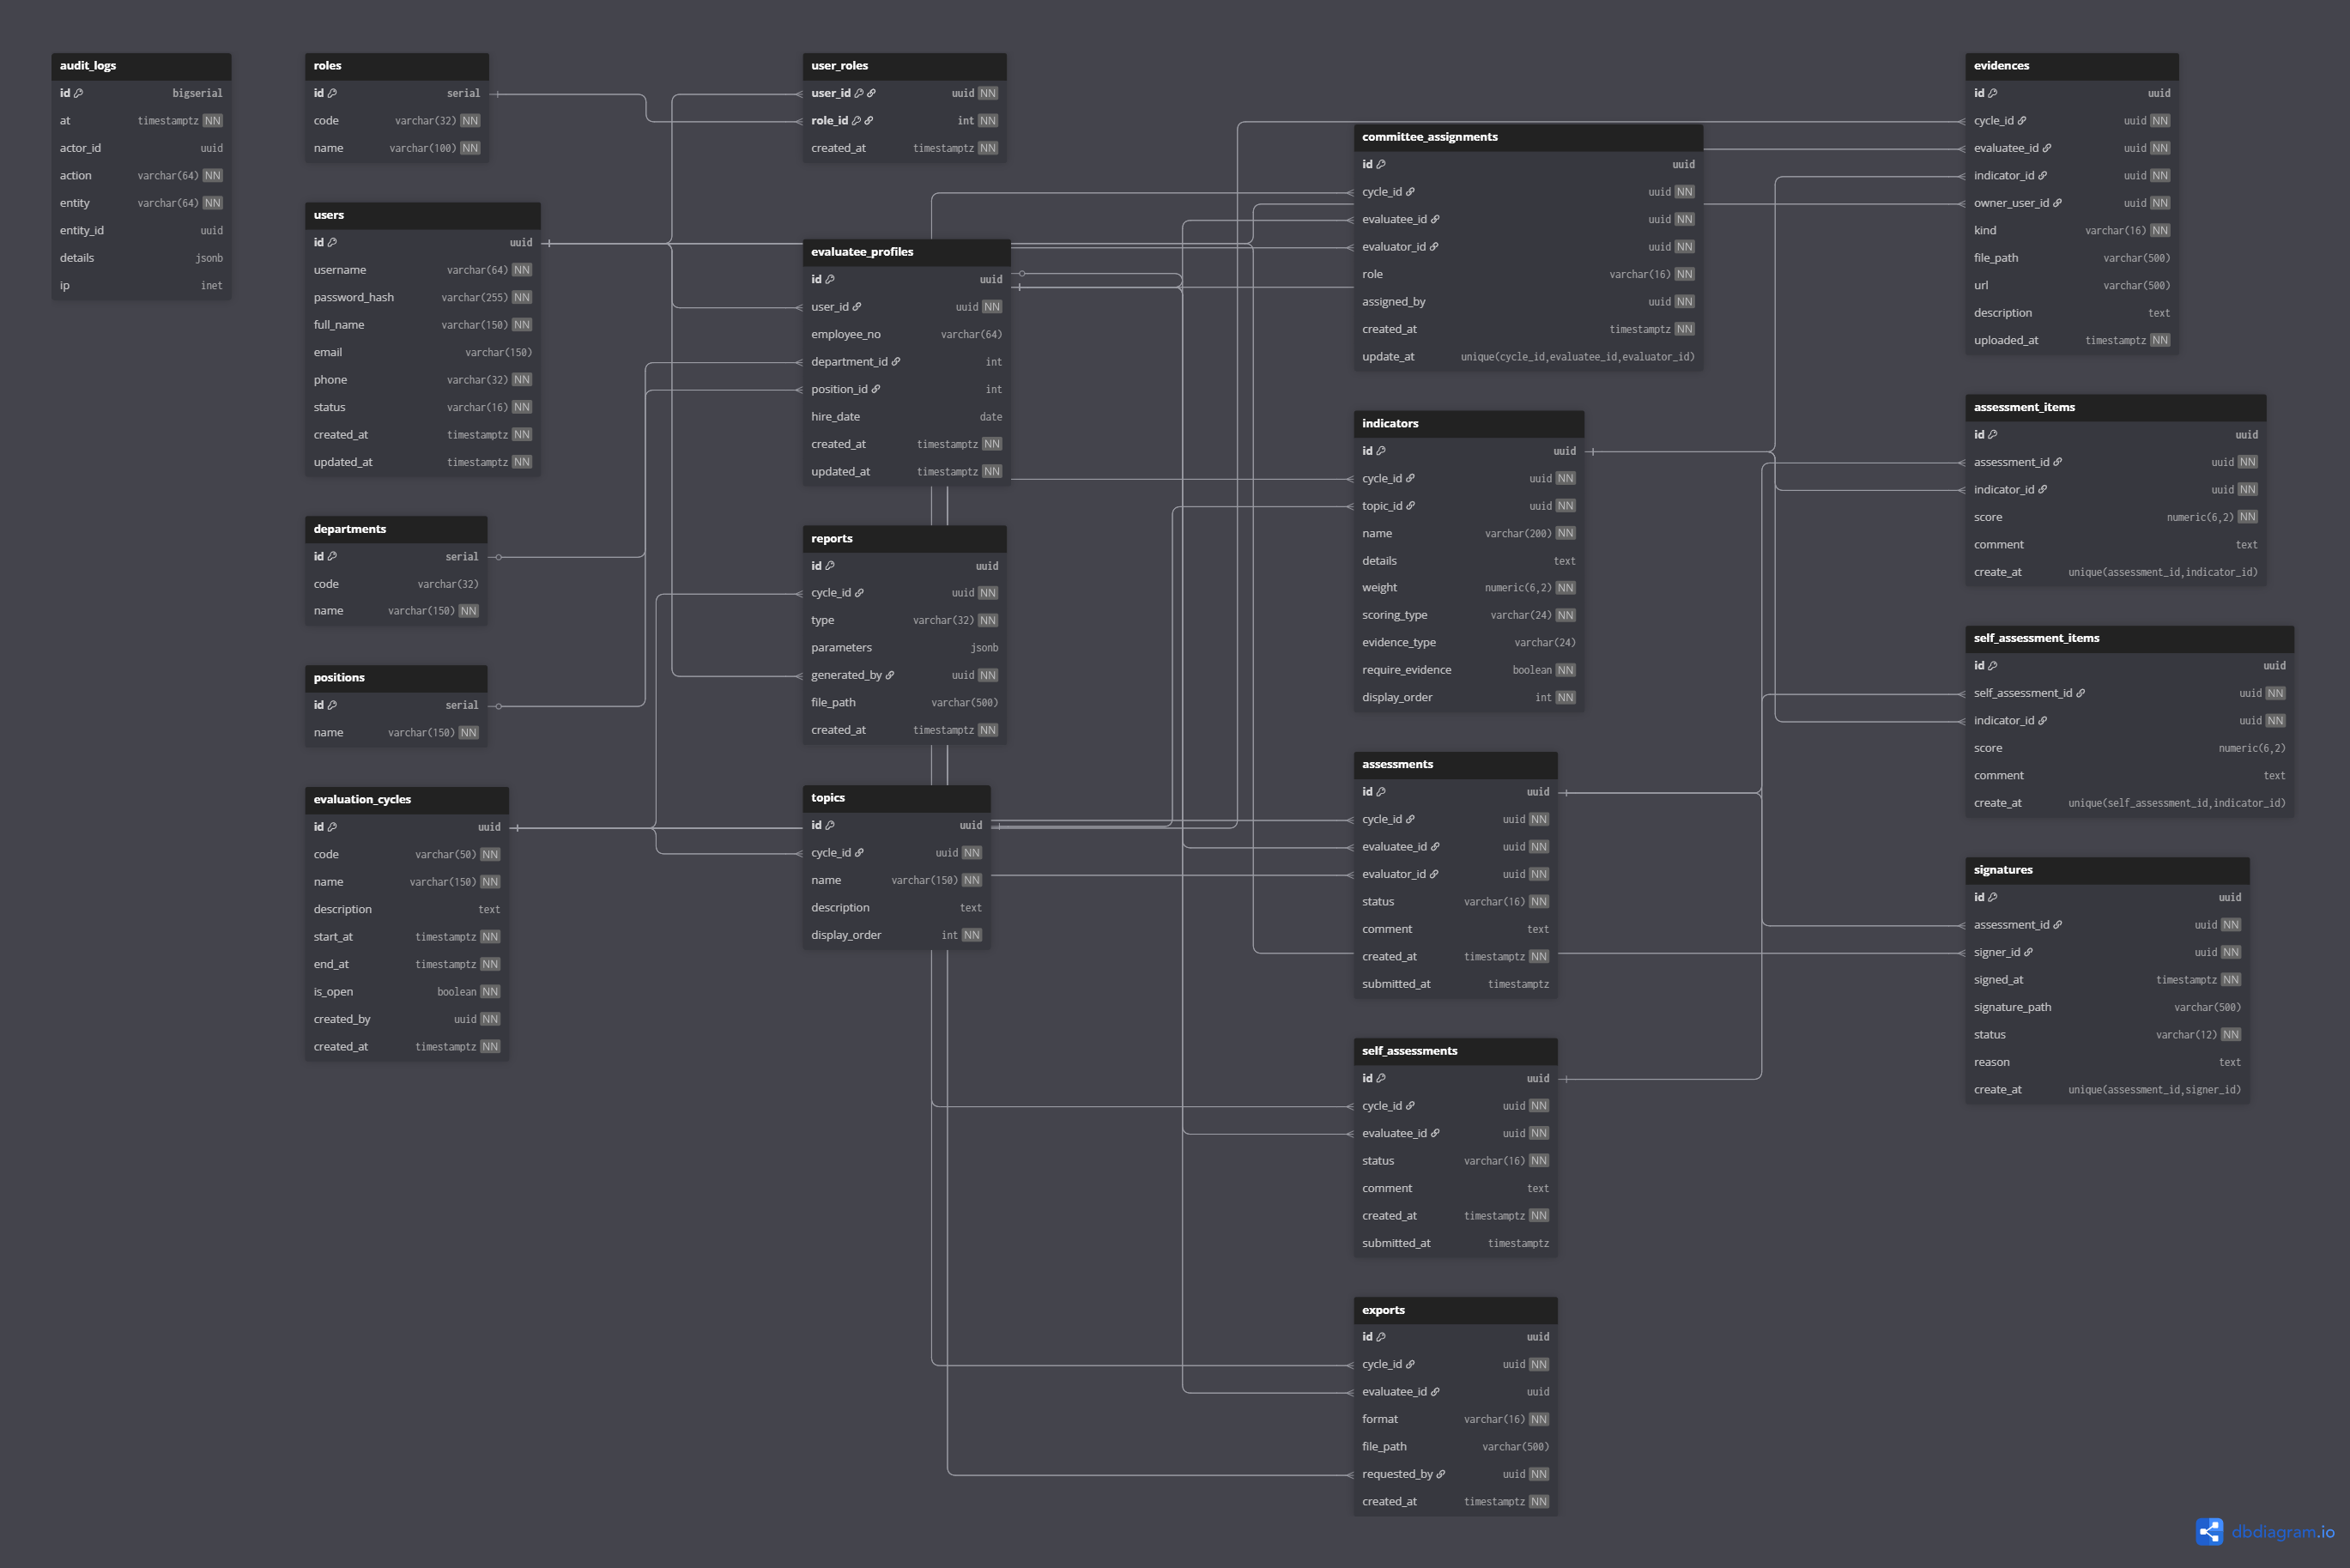 audit_logs
id bigserial
at timestamptz NN
actor_id uuid
action varchar(64) NN
entity varchar(64) NN
entity_id uuid
details jsonb
ip inet
roles
id serial
code varchar(32) NN
name varchar(100) NN
users
id uuid
username varchar(64) NN
password_hash varchar(255) NN
full_name varchar(150) NN
email varchar(150)
phone varchar(32) NN
status varchar(16) NN
created_at timestamptz NN
updated_at timestamptz NN
departments
id serial
code varchar(32)
name varchar(150) NN
positions
id serial
name varchar(150) NN
evaluation_cycles
id uuid
code varchar(50) NN
name varchar(150) NN
description text
start_at timestamptz NN
end_at timestamptz NN
is_open boolean NN
created_by uuid NN
created_at timestamptz NN
user_roles
user_id uuid NN
role_id int NN
created_at timestamptz NN
evaluatee_profiles
id uuid
user_id uuid NN
employee_no varchar(64)
department_id int
position_id int
hire_date date
created_at timestamptz NN
updated_at timestamptz NN
reports
id uuid
cycle_id uuid NN
type varchar(32) NN
parameters jsonb
generated_by uuid NN
file_path varchar(500)
created_at timestamptz NN
topics
id uuid
cycle_id uuid NN
name varchar(150) NN
description text
display_order int NN
committee_assignments
id uuid
cycle_id uuid NN
evaluatee_id uuid NN
evaluator_id uuid NN
role varchar(16) NN
assigned_by uuid NN
created_at timestamptz NN
update_at unique(cycle_id,evaluatee_id,evaluator_id)
indicators
id uuid
cycle_id uuid NN
topic_id uuid NN
name varchar(200) NN
details text
weight numeric(6,2) NN
scoring_type varchar(24) NN
evidence_type varchar(24)
require_evidence boolean NN
display_order int NN
assessments
id uuid
cycle_id uuid NN
evaluatee_id uuid NN
evaluator_id uuid NN
status varchar(16) NN
comment text
created_at timestamptz NN
submitted_at timestamptz
self_assessments
id uuid
cycle_id uuid NN
evaluatee_id uuid NN
status varchar(16) NN
comment text
created_at timestamptz NN
submitted_at timestamptz
exports
id uuid
cycle_id uuid NN
evaluatee_id uuid
format varchar(16) NN
file_path varchar(500)
requested_by uuid NN
created_at timestamptz NN
evidences
id uuid
cycle_id uuid NN
evaluatee_id uuid NN
indicator_id uuid NN
owner_user_id uuid NN
kind varchar(16) NN
file_path varchar(500)
url varchar(500)
description text
uploaded_at timestamptz NN
assessment_items
id uuid
assessment_id uuid NN
indicator_id uuid NN
score numeric(6,2) NN
comment text
create_at unique(assessment_id,indicator_id)
self_assessment_items
id uuid
self_assessment_id uuid NN
indicator_id uuid NN
score numeric(6,2)
comment text
create_at unique(self_assessment_id,indicator_id)
signatures
id uuid
assessment_id uuid NN
signer_id uuid NN
signed_at timestamptz NN
signature_path varchar(500)
status varchar(12) NN
reason text
create_at unique(assessment_id,signer_id)
dbdiagram.io